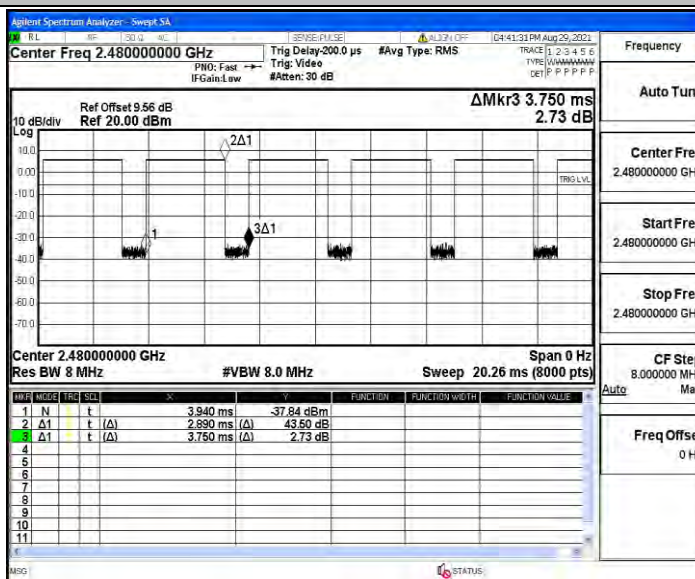 Agilent Spectrum Analyzer - Swept SA
RL RF 50 Ω AC SENSE:PULSE ALIGN OFF 04:41:31 PM Aug 29, 2021
Center Freq 2.480000000 GHz
PNO: Fast
IFGain:Low
Trig Delay-200.0 µs
Trig: Video
#Atten: 30 dB
#Avg Type: RMS
TRACE 1 2 3 4 5 6
TYPE
DET P P P P P P
ΔMkr3 3.750 ms
2.73 dB
Ref Offset 9.56 dB
10 dB/div Ref 20.00 dBm
Log
10.0
0.00
-10.0
-20.0
-30.0
-40.0
-50.0
-60.0
-70.0
2Δ1
TRIG LVL
1
3Δ1
Center 2.480000000 GHz Span 0 Hz
Res BW 8 MHz #VBW 8.0 MHz Sweep 20.26 ms (8000 pts)
MKR MODE TRC SCL X Y FUNCTION FUNCTION WIDTH FUNCTION VALUE
1 N t 3.940 ms -37.84 dBm
2 Δ1 t (Δ) 2.890 ms (Δ) 43.50 dB
3 Δ1 t (Δ) 3.750 ms (Δ) 2.73 dB
4
5
6
7
8
9
10
11
MSG STATUS
Frequency
Auto Tun
Center Fre
2.480000000 GH
Start Fre
2.480000000 GH
Stop Fre
2.480000000 GH
CF Ste
8.000000 MH
Auto Ma
Freq Offse
0 H